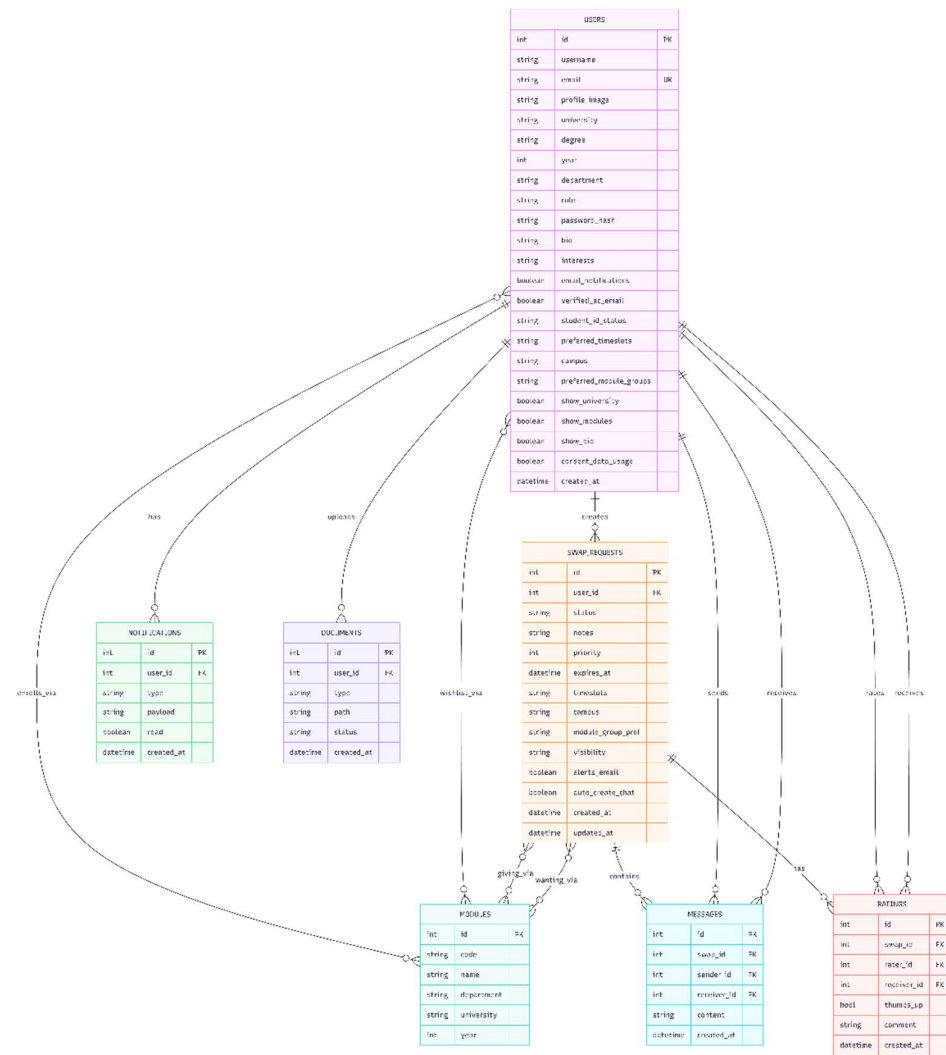 USERS
int id PK
string username
string email UK
string profile_image
string university
string degree
int year
string department
string role
string password_hash
string bio
string interests
boolean email_notifications
boolean verified_ac_email
string student_id_status
string preferred_timeslots
string campus
string preferred_module_groups
boolean show_university
boolean show_modules
boolean show_bio
boolean consent_data_usage
datetime created_at
has
uploads
creates
SWAP_REQUESTS
int id PK
int user_id FK
string status
string notes
int priority
datetime expires_at
string timeslots
string campus
string module_group_pref
string visibility
boolean alerts_email
boolean auto_create_chat
datetime created_at
datetime updated_at
NOTIFICATIONS
int id PK
int user_id FK
string type
string payload
boolean read
datetime created_at
DOCUMENTS
int id PK
int user_id FK
string type
string path
string status
datetime created_at
enrolls_via
wishlist_via
sends
receives
rates
receives
giving_via
wanting_via
contains
has
MODULES
int id PK
string code
string name
string department
string university
int year
MESSAGES
int id PK
int swap_id FK
int sender_id FK
int receiver_id FK
string content
datetime created_at
RATINGS
int id PK
int swap_id FK
int rater_id FK
int receiver_id FK
bool thumbs_up
string comment
datetime created_at